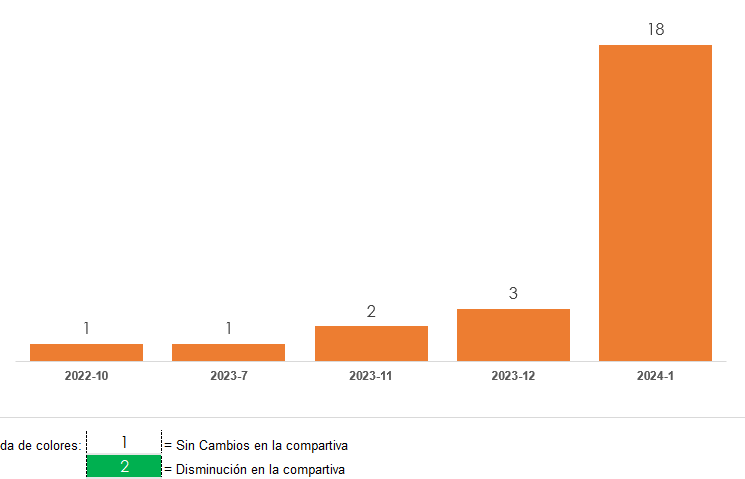 18
3
2
1 1
2022-10 2023-7 2023-11 2023-12 2024-1
da de colores: 1 = Sin Cambios en la compartiva
2 = Disminución en la compartiva